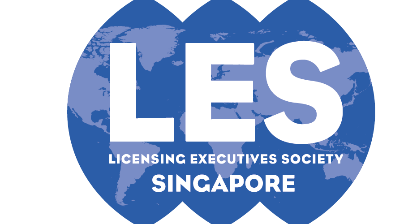 LES
LICENSING EXECUTIVES SOCIETY
SINGAPORE